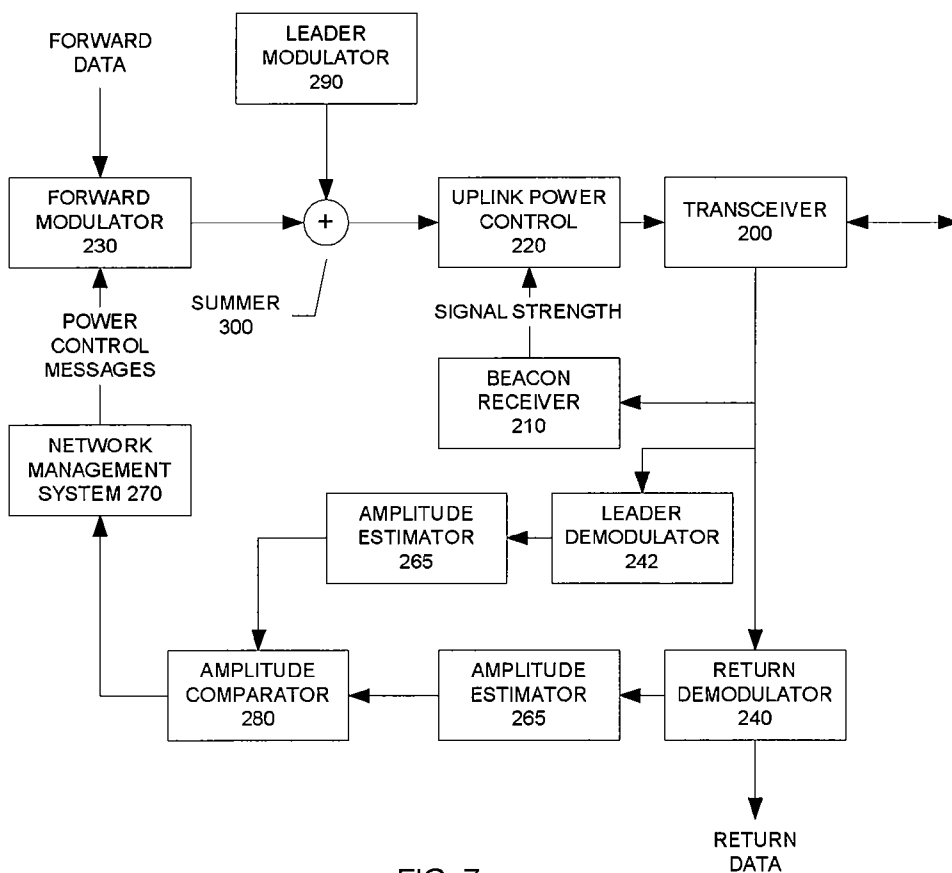 FORWARD
DATA
LEADER
MODULATOR
290
FORWARD
MODULATOR
230
+
SUMMER
300
UPLINK POWER
CONTROL
220
TRANSCEIVER
200
SIGNAL STRENGTH
POWER
CONTROL
MESSAGES
BEACON
RECEIVER
210
NETWORK
MANAGEMENT
SYSTEM 270
AMPLITUDE
ESTIMATOR
265
LEADER
DEMODULATOR
242
AMPLITUDE
COMPARATOR
280
AMPLITUDE
ESTIMATOR
265
RETURN
DEMODULATOR
240
RETURN
DATA
FIG. 7